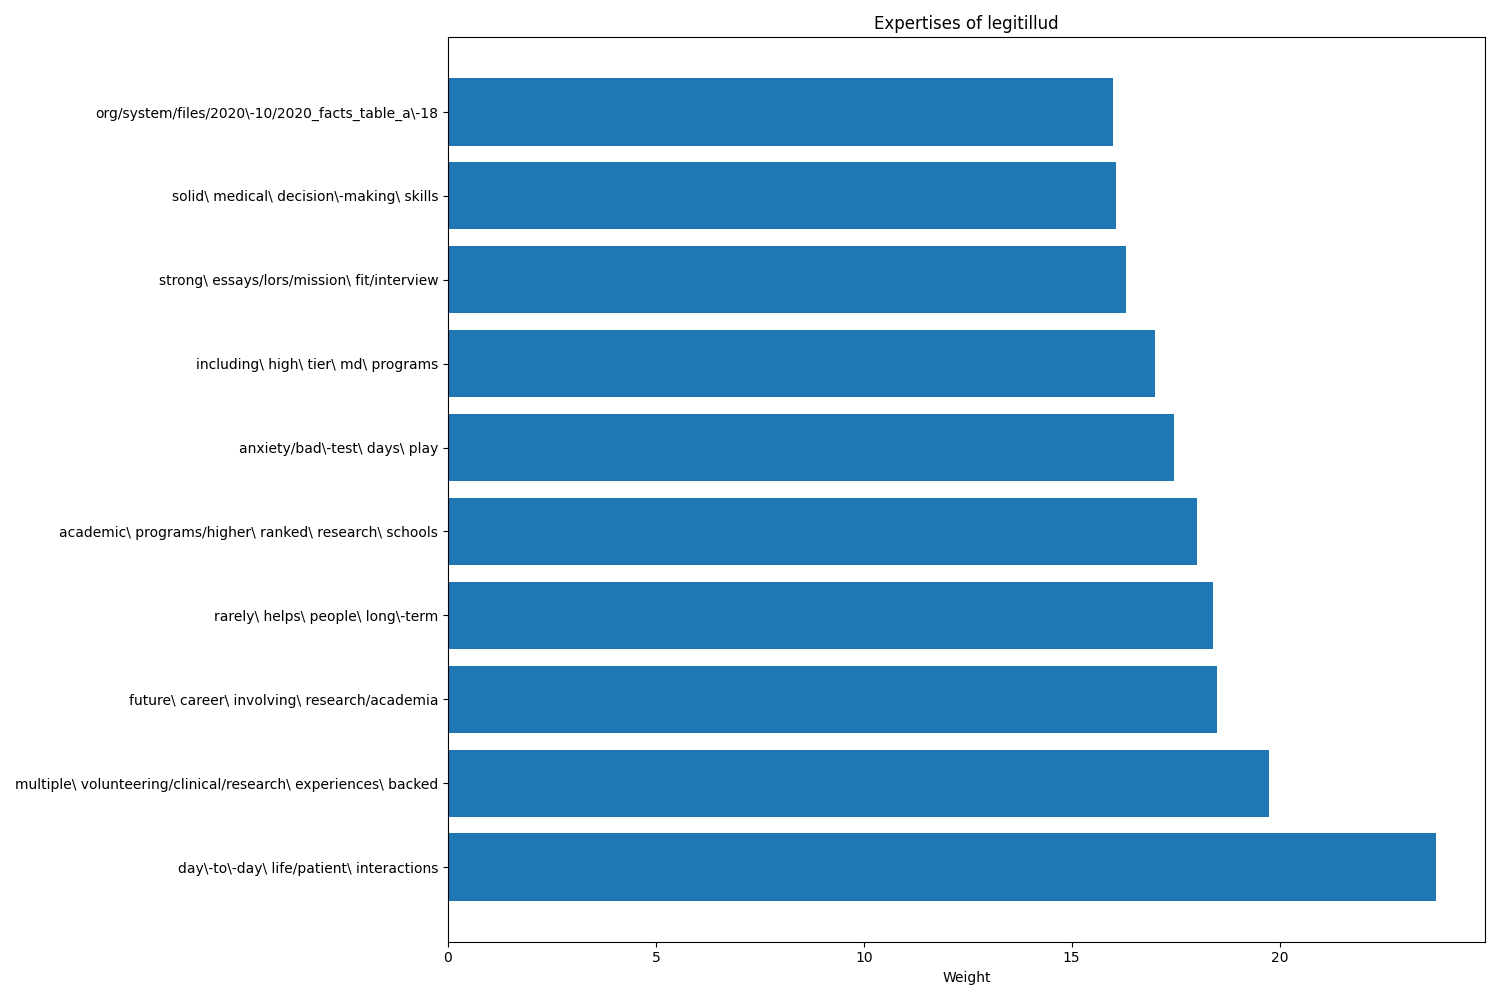 Expertises of legitillud
org/system/files/2020\-10/2020_facts_table_a\-18
solid\ medical\ decision\-making\ skills
strong\ essays/lors/mission\ fit/interview
including\ high\ tier\ md\ programs
anxiety/bad\-test\ days\ play
academic\ programs/higher\ ranked\ research\ schools
rarely\ helps\ people\ long\-term
future\ career\ involving\ research/academia
multiple\ volunteering/clinical/research\ experiences\ backed
day\-to\-day\ life/patient\ interactions
0 5 10 15 20
Weight